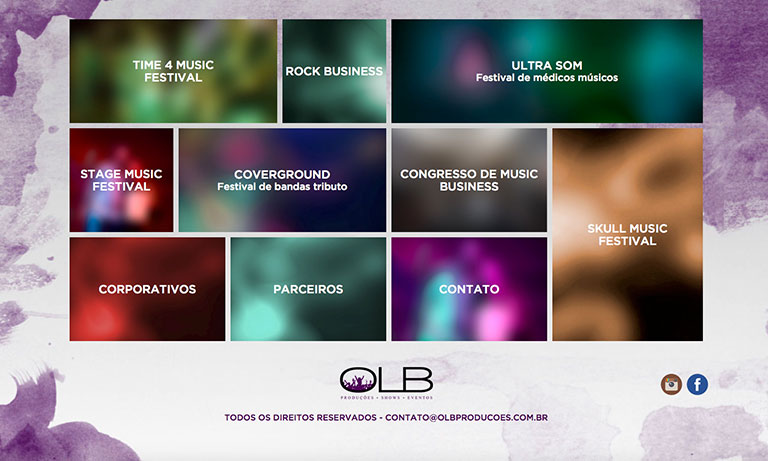 TIME 4 MUSIC
FESTIVAL
ROCK BUSINESS
ULTRA SOM
Festival de médicos músicos
STAGE MUSIC
FESTIVAL
COVERGROUND
Festival de bandas tributo
CONGRESSO DE MUSIC
BUSINESS
SKULL MUSIC
FESTIVAL
CORPORATIVOS
PARCEIROS
CONTATO
OLB
PRODUÇÕES • SHOWS • EVENTOS
f
TODOS OS DIREITOS RESERVADOS - CONTATO@OLBPRODUCOES.COM.BR